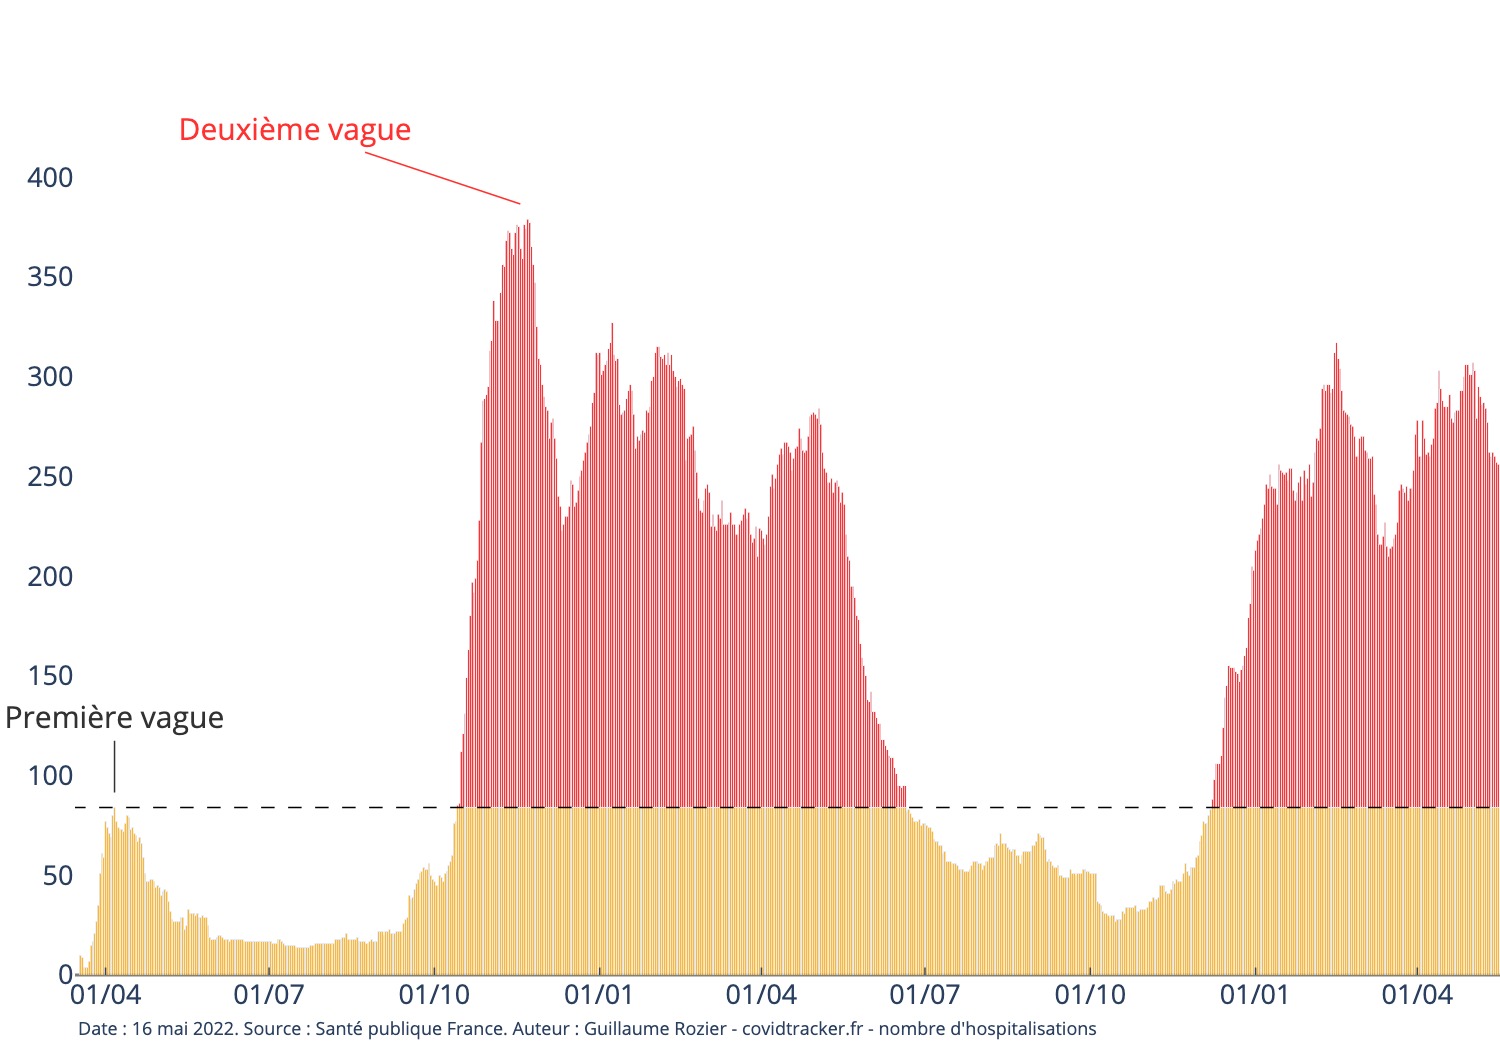 Deuxième vague
400
350
300
250
200
150
Première vague
100
50
0
01/04 01/07 01/10 01/01 01/04 01/07 01/10 01/01 01/04
Date : 16 mai 2022. Source : Santé publique France. Auteur : Guillaume Rozier - covidtracker.fr - nombre d'hospitalisations